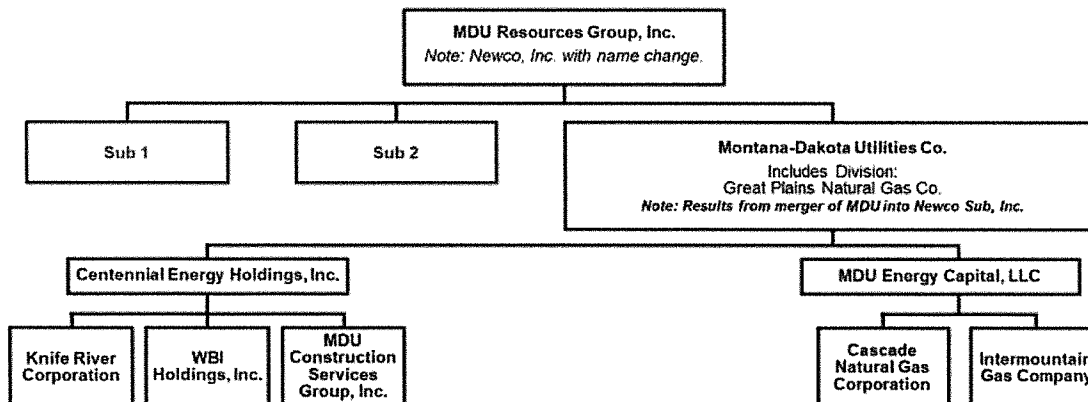 MDU Resources Group, Inc.
Note: Newco, Inc. with name change.
Sub 1
Sub 2
Montana-Dakota Utilities Co.
Includes Division:
Great Plains Natural Gas Co.
Note: Results from merger of MDU into Newco Sub, Inc.
Centennial Energy Holdings, Inc.
MDU Energy Capital, LLC
Knife River
Corporation
WBI
Holdings, Inc.
MDU
Construction
Services
Group, Inc.
Cascade
Natural Gas
Corporation
Intermountain
Gas Company